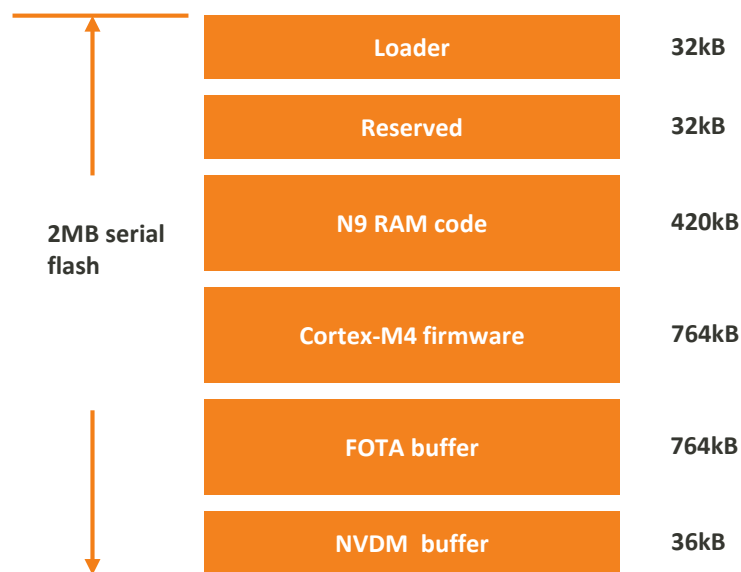 Loader 32kB
Reserved 32kB
N9 RAM code 420kB
2MB serial
flash
Cortex-M4 firmware 764kB
FOTA buffer 764kB
NVDM buffer 36kB